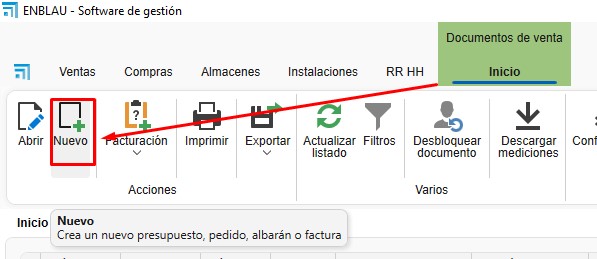 ENBLAU - Software de gestión
Documentos de venta
Ventas Compras Almacenes Instalaciones RR HH Inicio
Abrir Nuevo Facturación Imprimir Exportar Actualizar listado Filtros Desbloquear documento Descargar mediciones
Acciones Varios
Inicio
Nuevo
Crea un nuevo presupuesto, pedido, albarán o factura